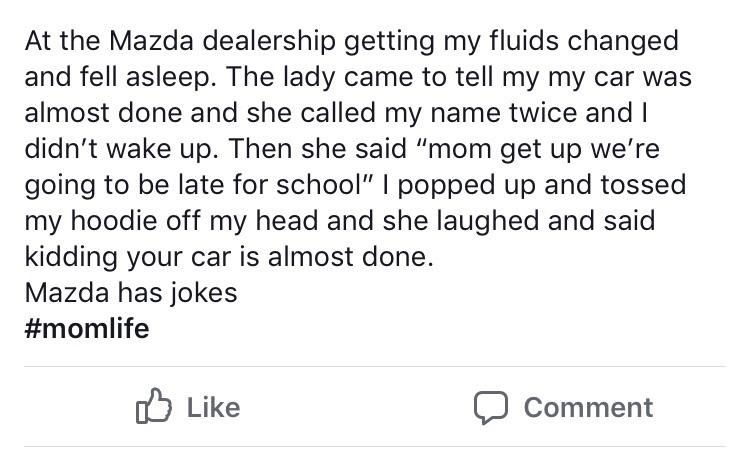 At the Mazda dealership getting my fluids changed
and fell asleep. The lady came to tell my my car was
almost done and she called my name twice and I
didn’t wake up. Then she said “mom get up we’re
going to be late for school” I popped up and tossed
my hoodie off my head and she laughed and said
kidding your car is almost done.
Mazda has jokes
#momlife
Like Comment